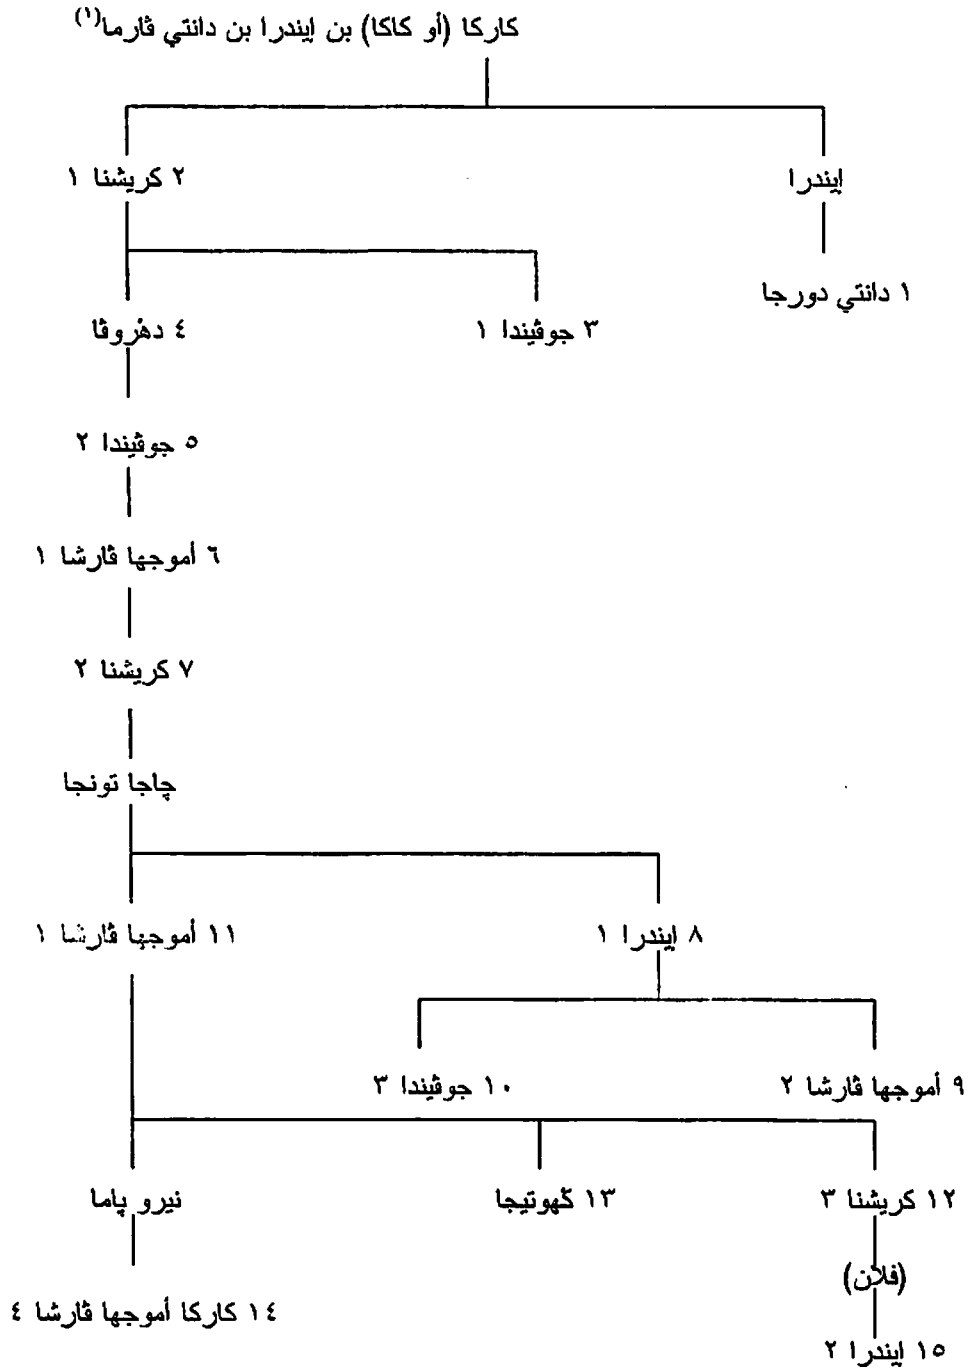 كاركا (أو كاكا) بن إيندرا بن دانتي ڤارما(١)
إيندرا
٢ كريشنا ١
١ دانتي دورجا
٣ جوڤيندا ١
٤ دهْروڤا
٥ جوڤيندا ٢
٦ أموجها ڤارشا ١
٧ كريشنا ٢
چاجا تونجا
٨ إيندرا ١
١١ أموجها ڤارشا ١
٩ أموجها ڤارشا ٢
١٠ جوڤيندا ٣
١٢ كريشنا ٣
١٣ گهوتيجا
نيرو پاما
(فلان)
١٤ كاركا أموجها ڤارشا ٤
١٥ إيندرا ٢